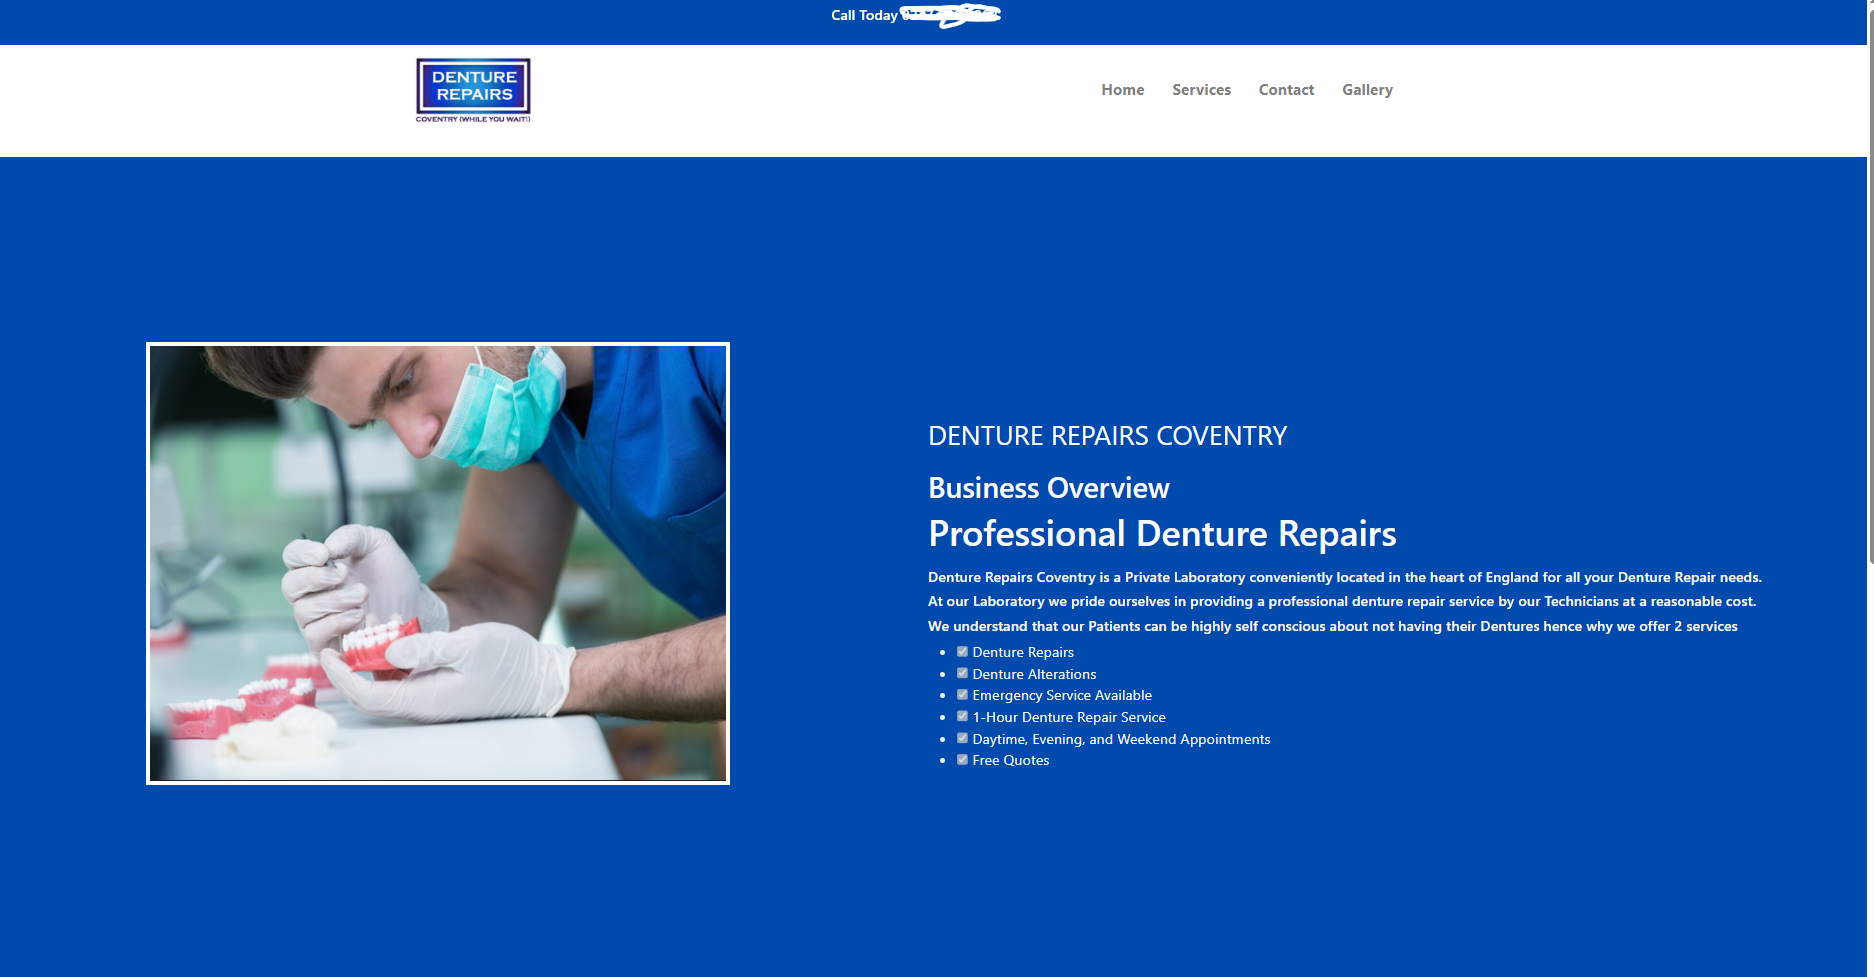 Call Today
DENTURE
REPAIRS
COVENTRY (WHILE YOU WAIT!)
Home Services Contact Gallery
DENTURE REPAIRS COVENTRY
Business Overview
Professional Denture Repairs
Denture Repairs Coventry is a Private Laboratory conveniently located in the heart of England for all your Denture Repair needs.
At our Laboratory we pride ourselves in providing a professional denture repair service by our Technicians at a reasonable cost.
We understand that our Patients can be highly self conscious about not having their Dentures hence why we offer 2 services
Denture Repairs
Denture Alterations
Emergency Service Available
1-Hour Denture Repair Service
Daytime, Evening, and Weekend Appointments
Free Quotes